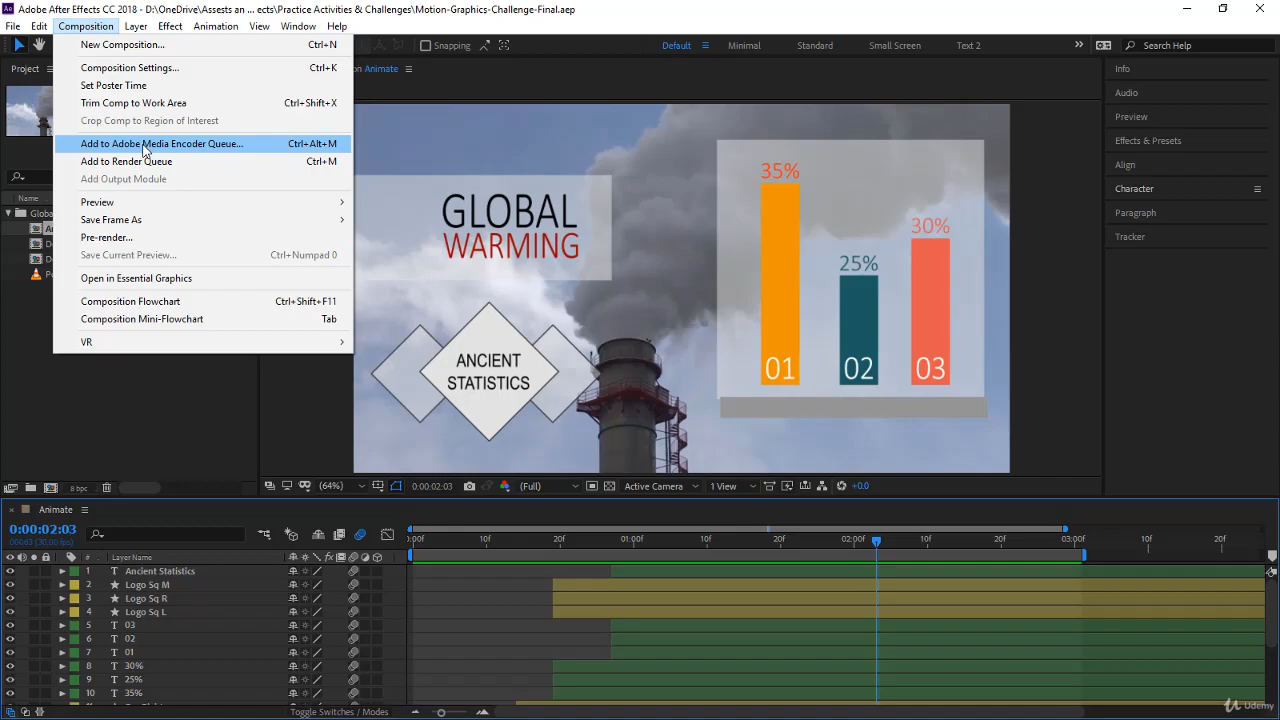 Adobe After Effects CC 2018 - D:\OneDrive\Assests an ... ects\Practice Activities & Challenges\Motion-Graphics-Challenge-Final.aep
File Edit Composition Layer Effect Animation View Window Help
Snapping Default Minimal Standard Small Screen Text 2 Search Help
Project
Animate
New Composition... Ctrl+N
Composition Settings... Ctrl+K
Set Poster Time
Trim Comp to Work Area Ctrl+Shift+X
Crop Comp to Region of Interest
Add to Adobe Media Encoder Queue... Ctrl+Alt+M
Add to Render Queue Ctrl+M
Add Output Module
Preview
Save Frame As
Pre-render...
Save Current Preview... Ctrl+Numpad 0
Open in Essential Graphics
Composition Flowchart Ctrl+Shift+F11
Composition Mini-Flowchart Tab
VR
Name
Globa
GLOBAL
WARMING
ANCIENT
STATISTICS
35%
25%
30%
01 02 03
Info
Audio
Preview
Effects & Presets
Align
Character
Paragraph
Tracker
8 bpc
(64%) 0:00:02:03 (Full) Active Camera 1 View +0.0
Animate
0:00:02:03
:00f 10f 20f 01:00f 10f 20f 02:00f 10f 20f 03:00f 10f 20f
# Layer Name
1 T Ancient Statistics
2 Logo Sq M
3 Logo Sq R
4 Logo Sq L
5 T 03
6 T 02
7 T 01
8 T 30%
9 T 25%
10 T 35%
Toggle Switches / Modes
Udemy